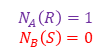 N_A(R) = 1
N_B(S) = 0